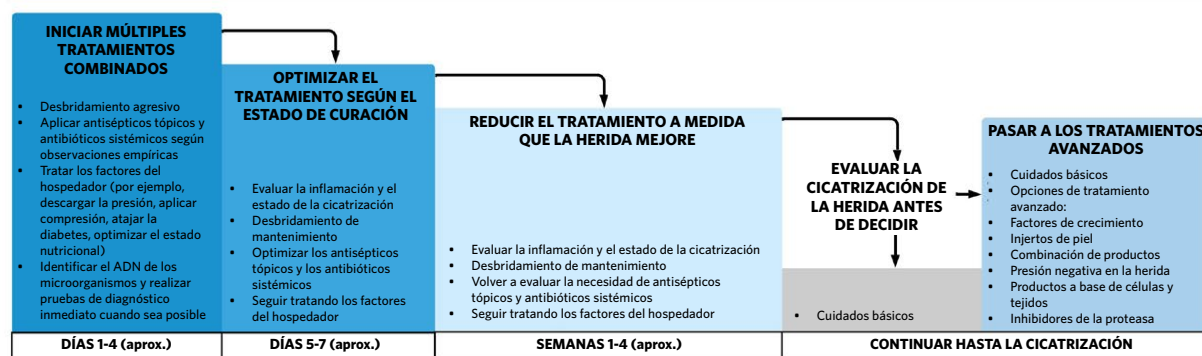 INICIAR MÚLTIPLES
TRATAMIENTOS
COMBINADOS
• Desbridamiento agresivo
• Aplicar antisépticos tópicos y
antibióticos sistémicos según
observaciones empíricas
• Tratar los factores del
hospedador (por ejemplo,
descargar la presión, aplicar
compresión, atajar la
diabetes, optimizar el estado
nutricional)
• Identificar el ADN de los
microorganismos y realizar
pruebas de diagnóstico
inmediato cuando sea posible
DÍAS 1-4 (aprox.)
OPTIMIZAR EL
TRATAMIENTO SEGÚN EL
ESTADO DE CURACIÓN
• Evaluar la inflamación y el
estado de la cicatrización
• Desbridamiento de
mantenimiento
• Optimizar los antisépticos
tópicos y los antibióticos
sistémicos
• Seguir tratando los factores
del hospedador
DÍAS 5-7 (aprox.)
REDUCIR EL TRATAMIENTO A MEDIDA
QUE LA HERIDA MEJORE
• Evaluar la inflamación y el estado de la cicatrización
• Desbridamiento de mantenimiento
• Volver a evaluar la necesidad de antisépticos
tópicos y antibióticos sistémicos
• Seguir tratando los factores del hospedador
SEMANAS 1-4 (aprox.)
EVALUAR LA
CICATRIZACIÓN DE
LA HERIDA ANTES
DE DECIDIR
• Cuidados básicos
PASAR A LOS TRATAMIENTOS
AVANZADOS
• Cuidados básicos
• Opciones de tratamiento
avanzado:
• Factores de crecimiento
• Injertos de piel
• Combinación de productos
• Presión negativa en la herida
• Productos a base de células y
tejidos
• Inhibidores de la proteasa
CONTINUAR HASTA LA CICATRIZACIÓN